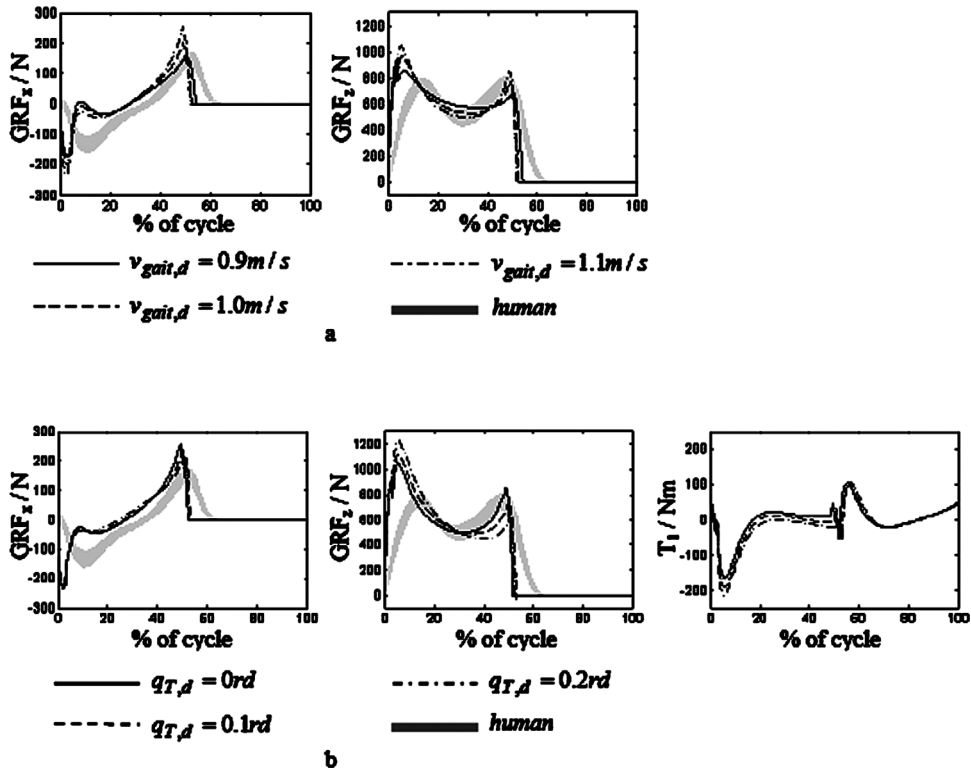 300
200
100
0
-100
-200
-300
GRFx / N
0 20 40 60 80 100
% of cycle
1200
1000
800
600
400
200
0
GRFz / N
0 20 40 60 80 100
% of cycle
vgait,d = 0.9m/s
vgait,d = 1.1m/s
vgait,d = 1.0m/s
human
a
300
200
100
0
-100
-200
-300
GRFx / N
0 20 40 60 80 100
% of cycle
1200
1000
800
600
400
200
0
GRFz / N
0 20 40 60 80 100
% of cycle
200
100
0
-100
-200
T1 / Nm
0 20 40 60 80 100
% of cycle
qT,d = 0rd
qT,d = 0.2rd
qT,d = 0.1rd
human
b